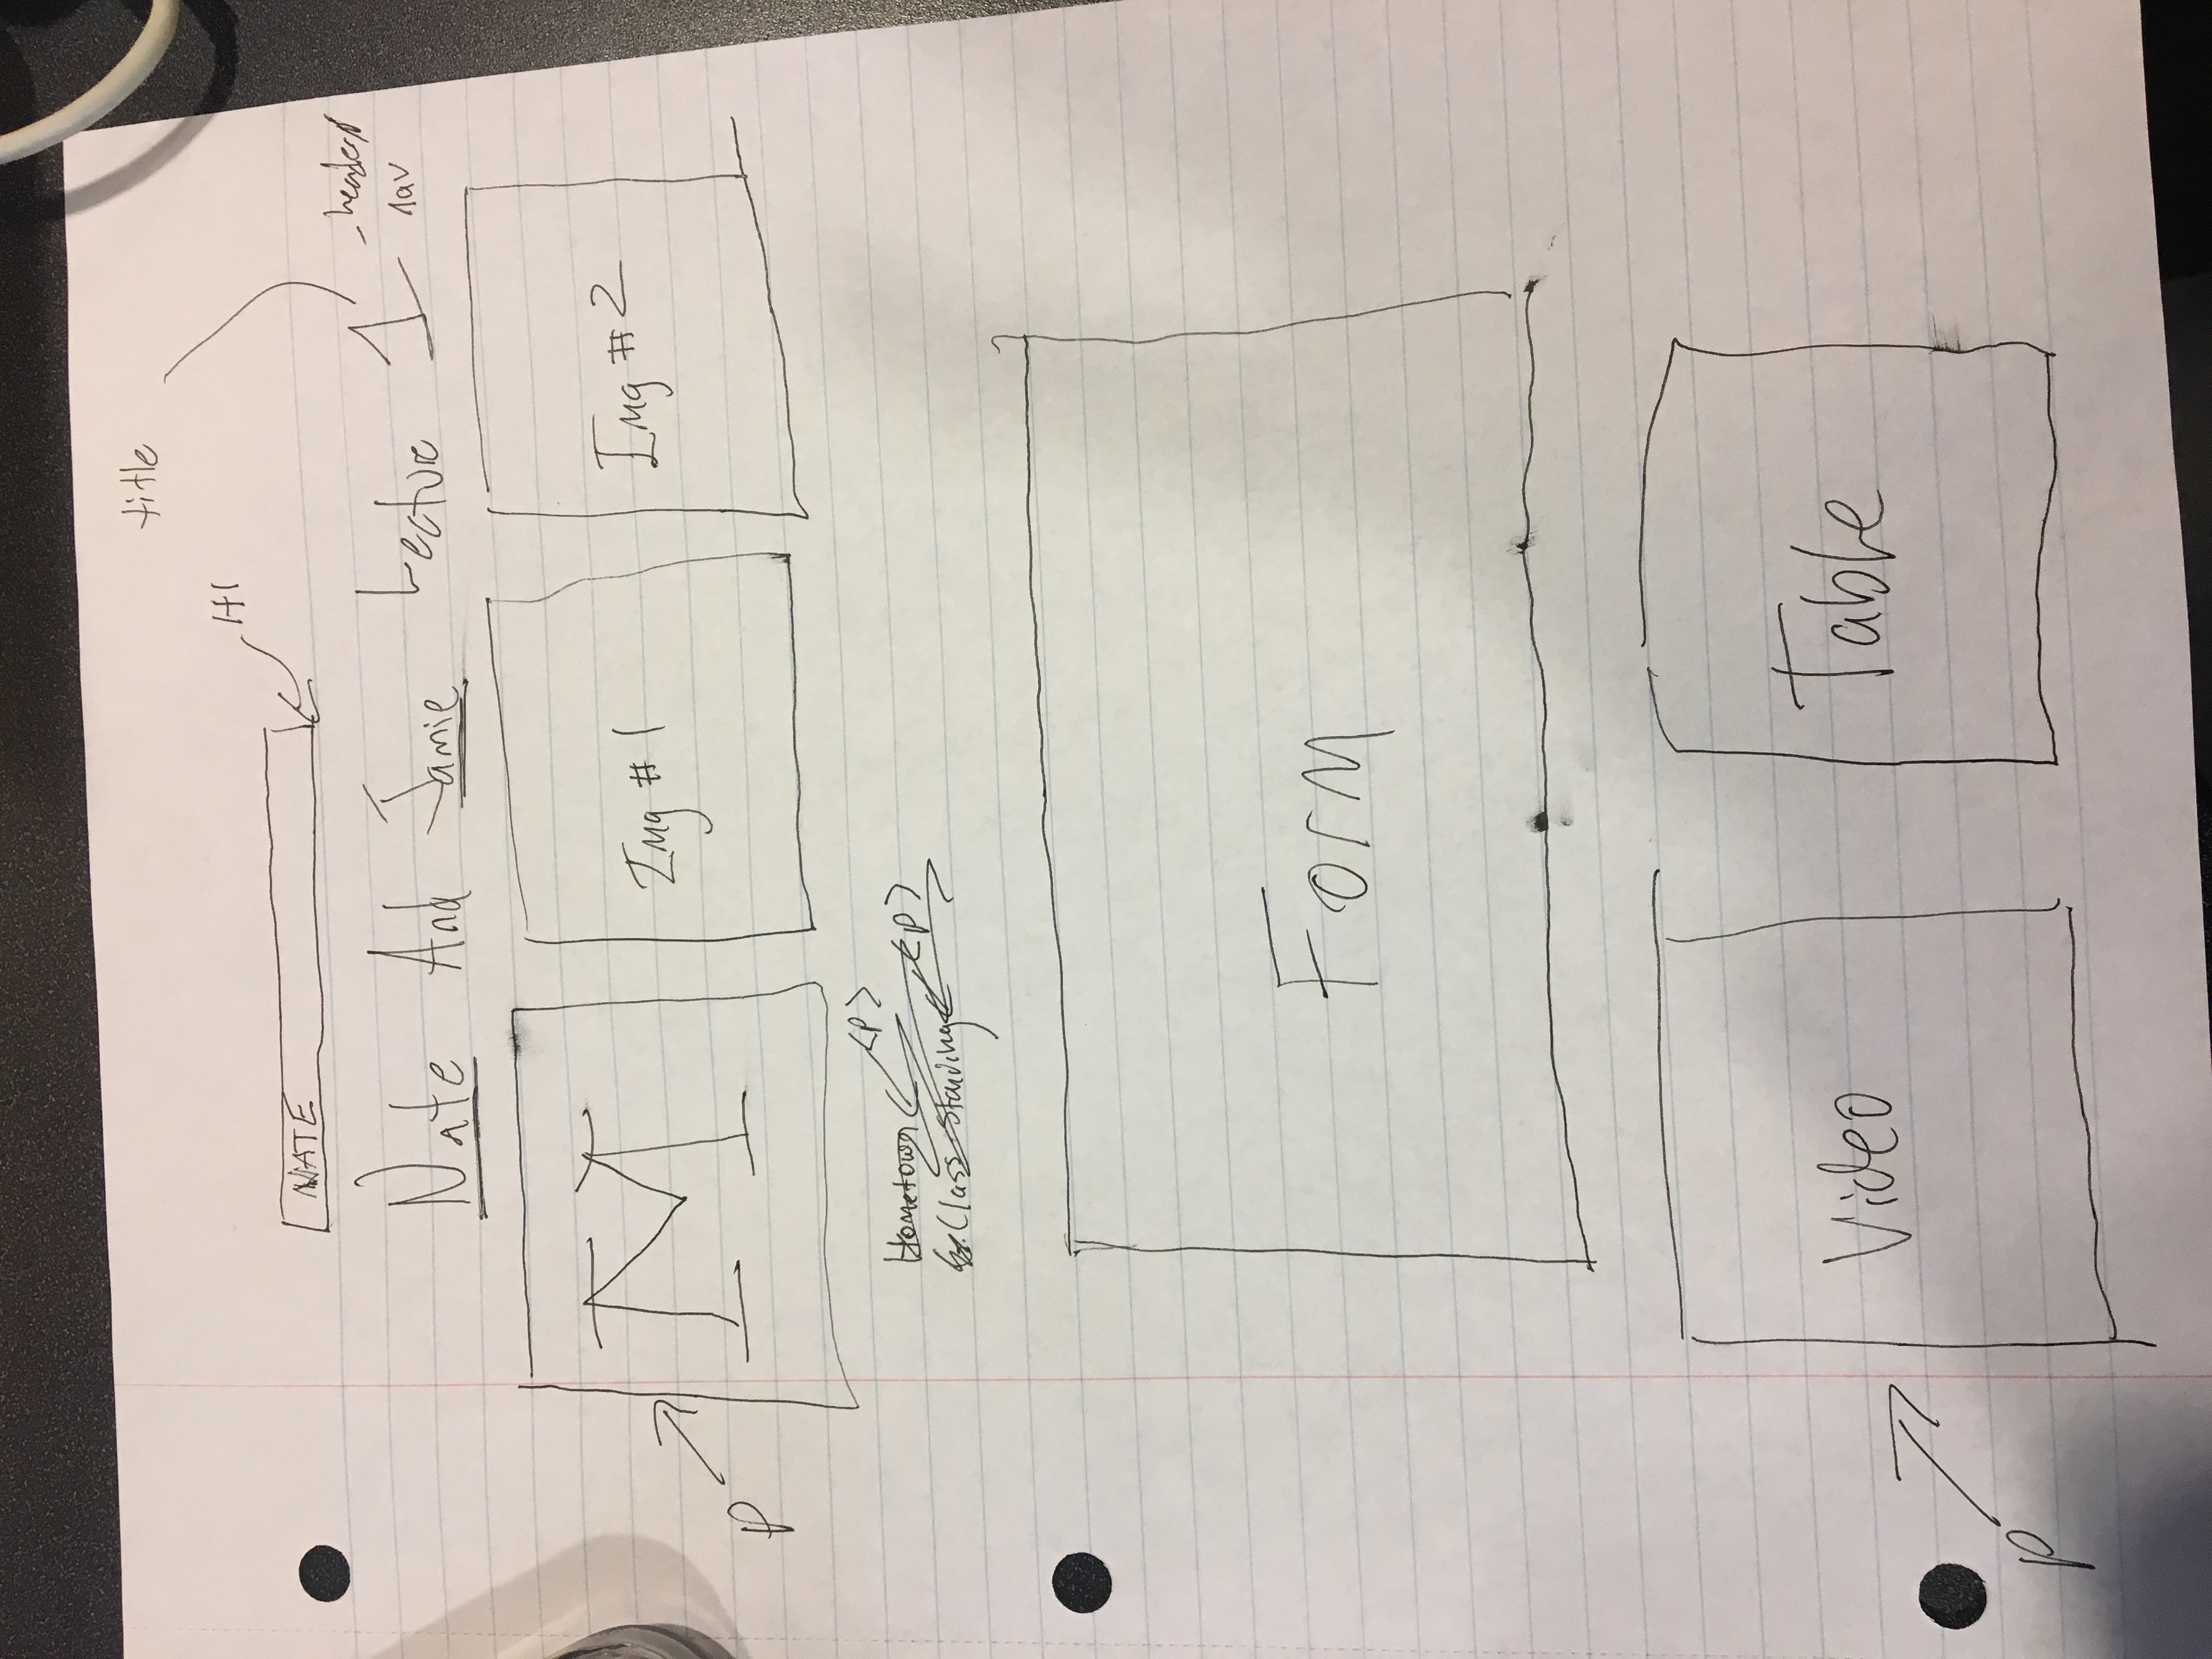 title
H1
NATE
Nate And Jamie Lecture 1
header/
nav
M
Img #1
Img #2
P
<P>
Hometown
<P>
Class Standing
Form
Video
Table
P